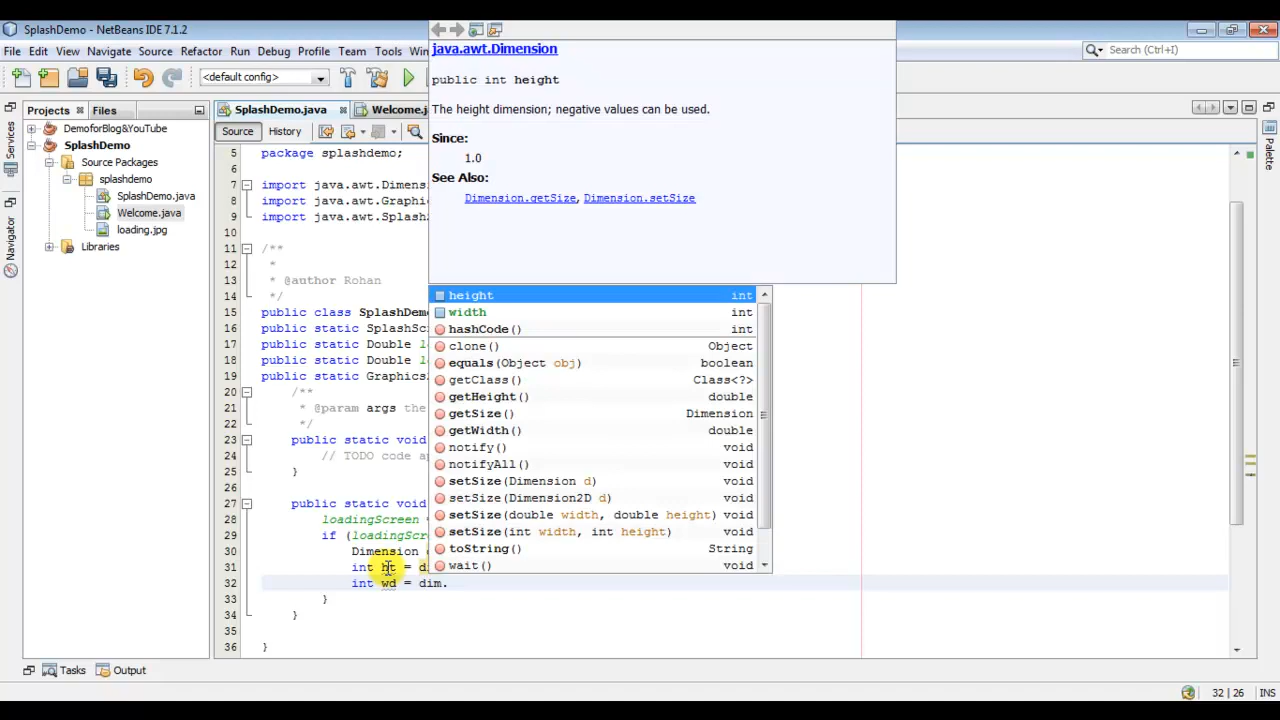 SplashDemo - NetBeans IDE 7.1.2
File Edit View Navigate Source Refactor Run Debug Profile Team Tools
Search (Ctrl+I)
<default config>
Projects Files
SplashDemo.java
Welcome.j
Source History
Services
Navigator
Palette
DemoforBlog&YouTube
SplashDemo
Source Packages
splashdemo
SplashDemo.java
Welcome.java
loading.jpg
Libraries
java.awt.Dimension
public int height
The height dimension; negative values can be used.
Since:
1.0
See Also:
Dimension.getSize, Dimension.setSize
5 package splashdemo;
6
7 import java.awt.Dimens
8 import java.awt.Graphi
9 import java.awt.Splash
10
11 /**
12 *
13 * @author Rohan
14 */
15 public class SplashDemo
16 public static SplashSc
17 public static Double l
18 public static Double l
19 public static Graphics
20 /**
21 * @param args the
22 */
23 public static void
24 // TODO code ap
25 }
26
27 public static void
28 loadingScreen =
29 if (loadingScre
30 Dimension
31 int ht = d
32 int wd = dim.
33 }
34 }
35
36 }
height int
width int
hashCode() int
clone() Object
equals(Object obj) boolean
getClass() Class<?>
getHeight() double
getSize() Dimension
getWidth() double
notify() void
notifyAll() void
setSize(Dimension d) void
setSize(Dimension2D d) void
setSize(double width, double height) void
setSize(int width, int height) void
toString() String
wait() void
Tasks Output
32 | 26 INS